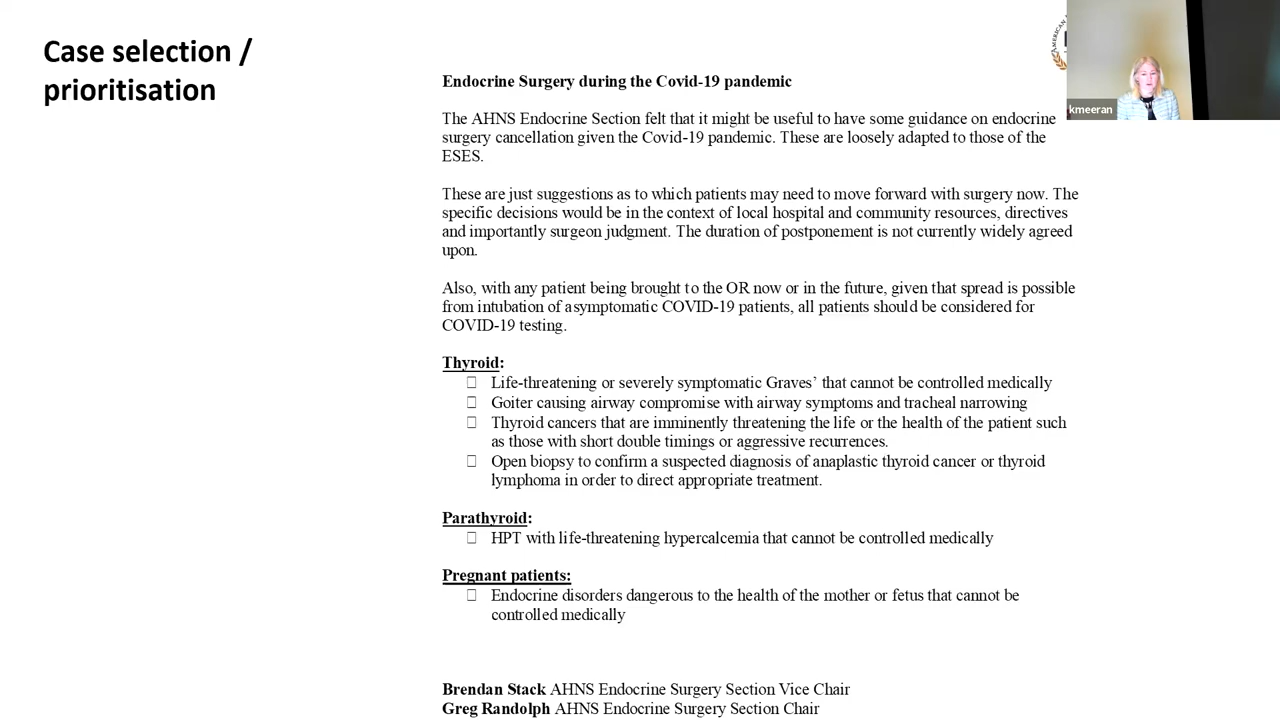 Case selection /
prioritisation
AMERICAN
kmeeran
Endocrine Surgery during the Covid-19 pandemic
The AHNS Endocrine Section felt that it might be useful to have some guidance on endocrine
surgery cancellation given the Covid-19 pandemic. These are loosely adapted to those of the
ESES.
These are just suggestions as to which patients may need to move forward with surgery now. The
specific decisions would be in the context of local hospital and community resources, directives
and importantly surgeon judgment. The duration of postponement is not currently widely agreed
upon.
Also, with any patient being brought to the OR now or in the future, given that spread is possible
from intubation of asymptomatic COVID-19 patients, all patients should be considered for
COVID-19 testing.
Thyroid:
Life-threatening or severely symptomatic Graves’ that cannot be controlled medically
Goiter causing airway compromise with airway symptoms and tracheal narrowing
Thyroid cancers that are imminently threatening the life or the health of the patient such
as those with short double timings or aggressive recurrences.
Open biopsy to confirm a suspected diagnosis of anaplastic thyroid cancer or thyroid
lymphoma in order to direct appropriate treatment.
Parathyroid:
HPT with life-threatening hypercalcemia that cannot be controlled medically
Pregnant patients:
Endocrine disorders dangerous to the health of the mother or fetus that cannot be
controlled medically
Brendan Stack AHNS Endocrine Surgery Section Vice Chair
Greg Randolph AHNS Endocrine Surgery Section Chair